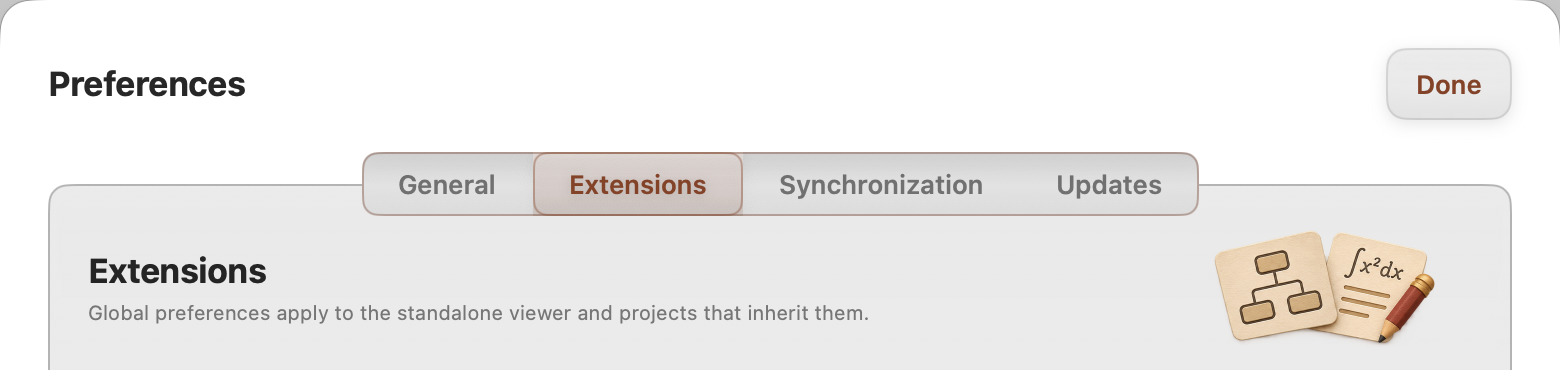 Preferences
Done
General
Extensions
Synchronization
Updates
Extensions
Global preferences apply to the standalone viewer and projects that inherit them.
∫x²dx